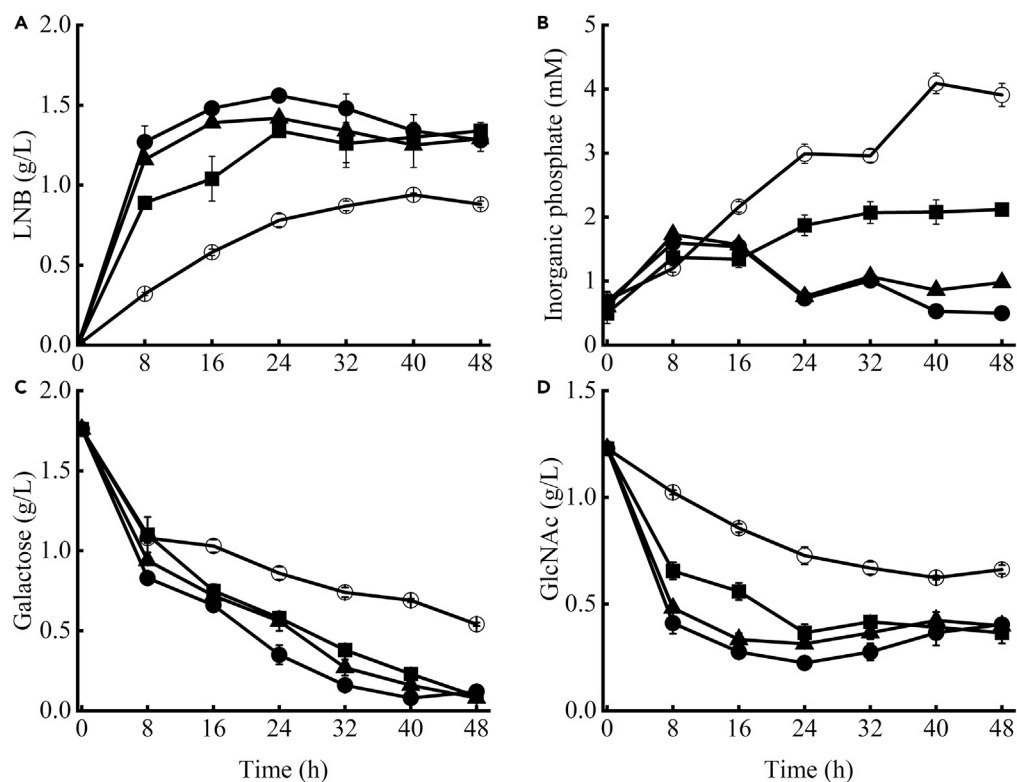 A
2.0
1.5
1.0
0.5
0.0
LNB (g/L)
0 8 16 24 32 40 48
B
5
4
3
2
1
0
Inorganic phosphate (mM)
0 8 16 24 32 40 48
C
2.0
1.5
1.0
0.5
0.0
Galactose (g/L)
0 8 16 24 32 40 48
Time (h)
D
1.5
1.0
0.5
0.0
GlcNAc (g/L)
0 8 16 24 32 40 48
Time (h)